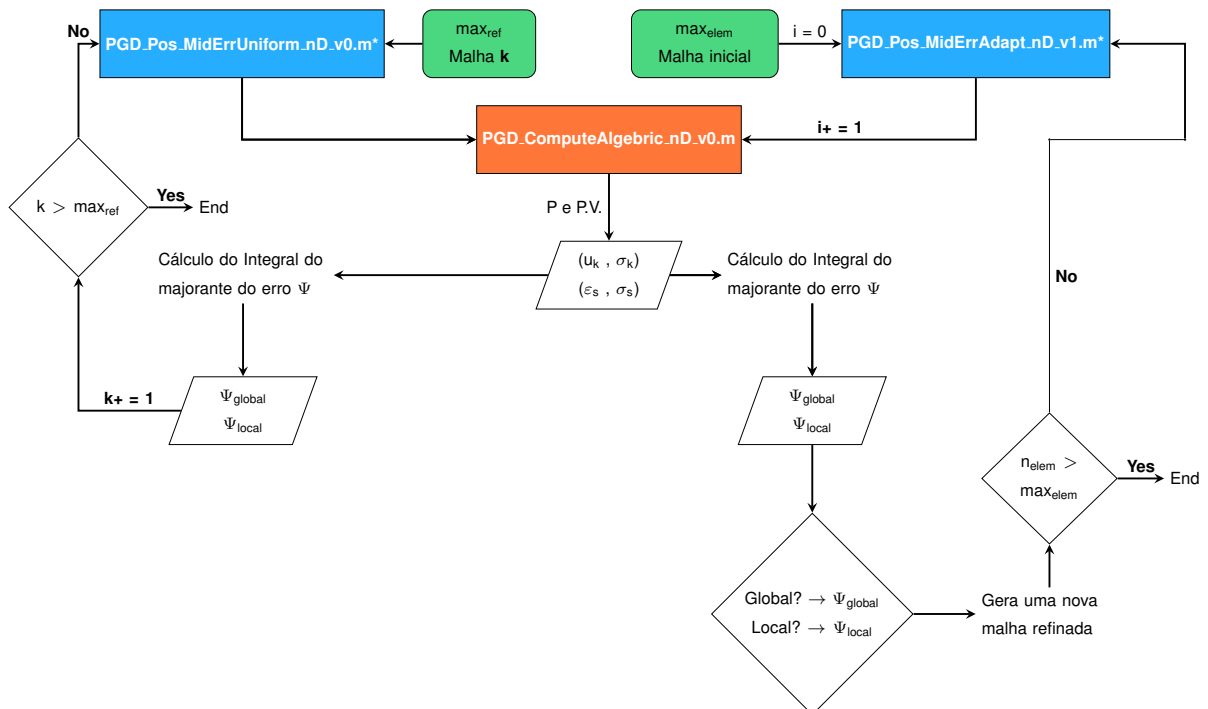 No
PGD_Pos_MidErrUniform_nD_v0.m*
max_ref
Malha k
max_elem
Malha inicial
i = 0
PGD_Pos_MidErrAdapt_nD_v1.m*
PGD_ComputeAlgebric_nD_v0.m
i+ = 1
k > max_ref
Yes
End
P e P.V.
Cálculo do Integral do
majorante do erro Ψ
(u_k , σ_k)
(ε_s , σ_s)
Cálculo do Integral do
majorante do erro Ψ
No
k+ = 1
Ψ_global
Ψ_local
Ψ_global
Ψ_local
n_elem >
max_elem
Yes
End
Global? → Ψ_global
Local? → Ψ_local
Gera uma nova
malha refinada